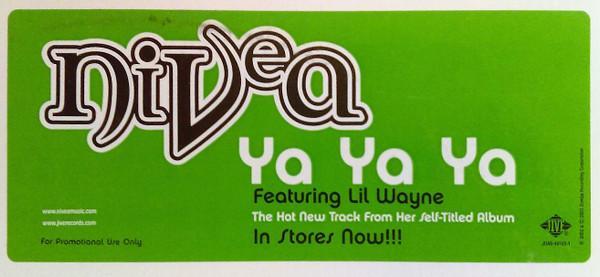 nivea
Ya Ya Ya
Featuring Lil Wayne
The Hot New Track From Her Self-Titled Album
In Stores Now!!!
www.niveamusic.com
www.jiverecords.com
For Promotional Use Only
JIVE